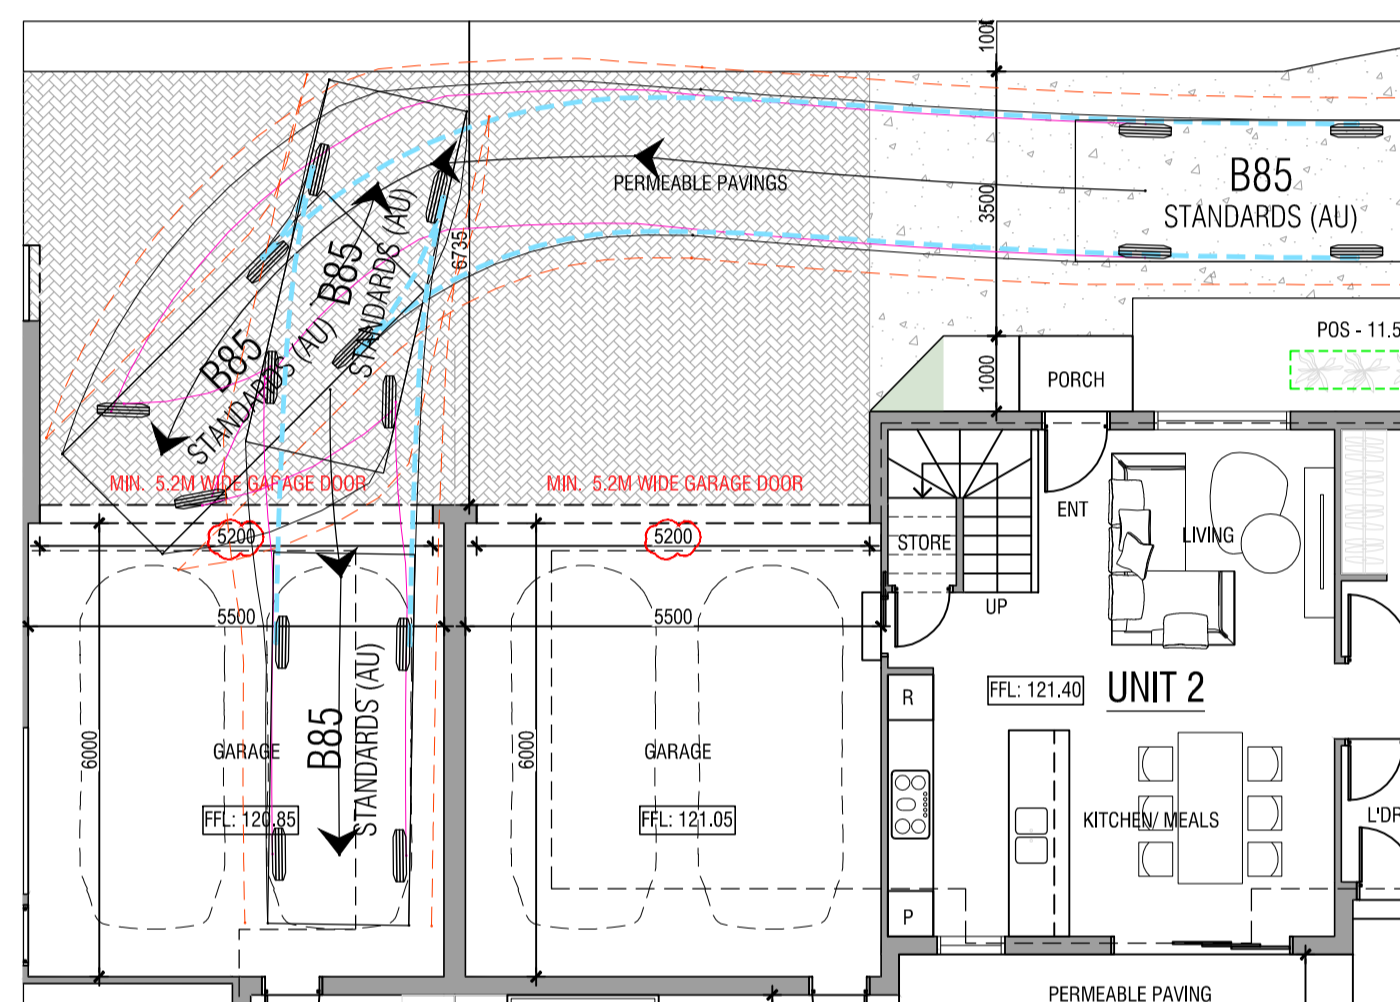 1000
B85
STANDARDS (AU)
PERMEABLE PAVINGS
3500
6735
B85
STANDARDS (AU)
B85
STANDARDS (AU)
POS - 11.5
1000
PORCH
MIN. 5.2M WIDE GARAGE DOOR
MIN. 5.2M WIDE GARAGE DOOR
ENT
LIVING
5200
5200
STORE
UP
5500
5500
B85
STANDARDS (AU)
R
FFL: 121.40
UNIT 2
6000
GARAGE
6000
GARAGE
FFL: 120.85
FFL: 121.05
KITCHEN/ MEALS
L'DR
P
PERMEABLE PAVING